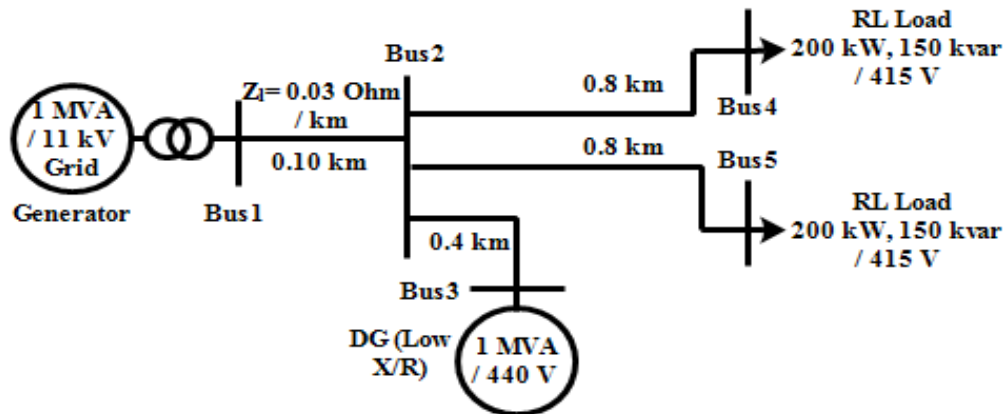 1 MVA
/ 11 kV
Grid
Generator
Bus1
Zl= 0.03 Ohm
/ km
0.10 km
Bus2
0.8 km
0.8 km
0.4 km
Bus3
DG (Low
X/R)
1 MVA
/ 440 V
RL Load
200 kW, 150 kvar
/ 415 V
Bus4
Bus5
RL Load
200 kW, 150 kvar
/ 415 V